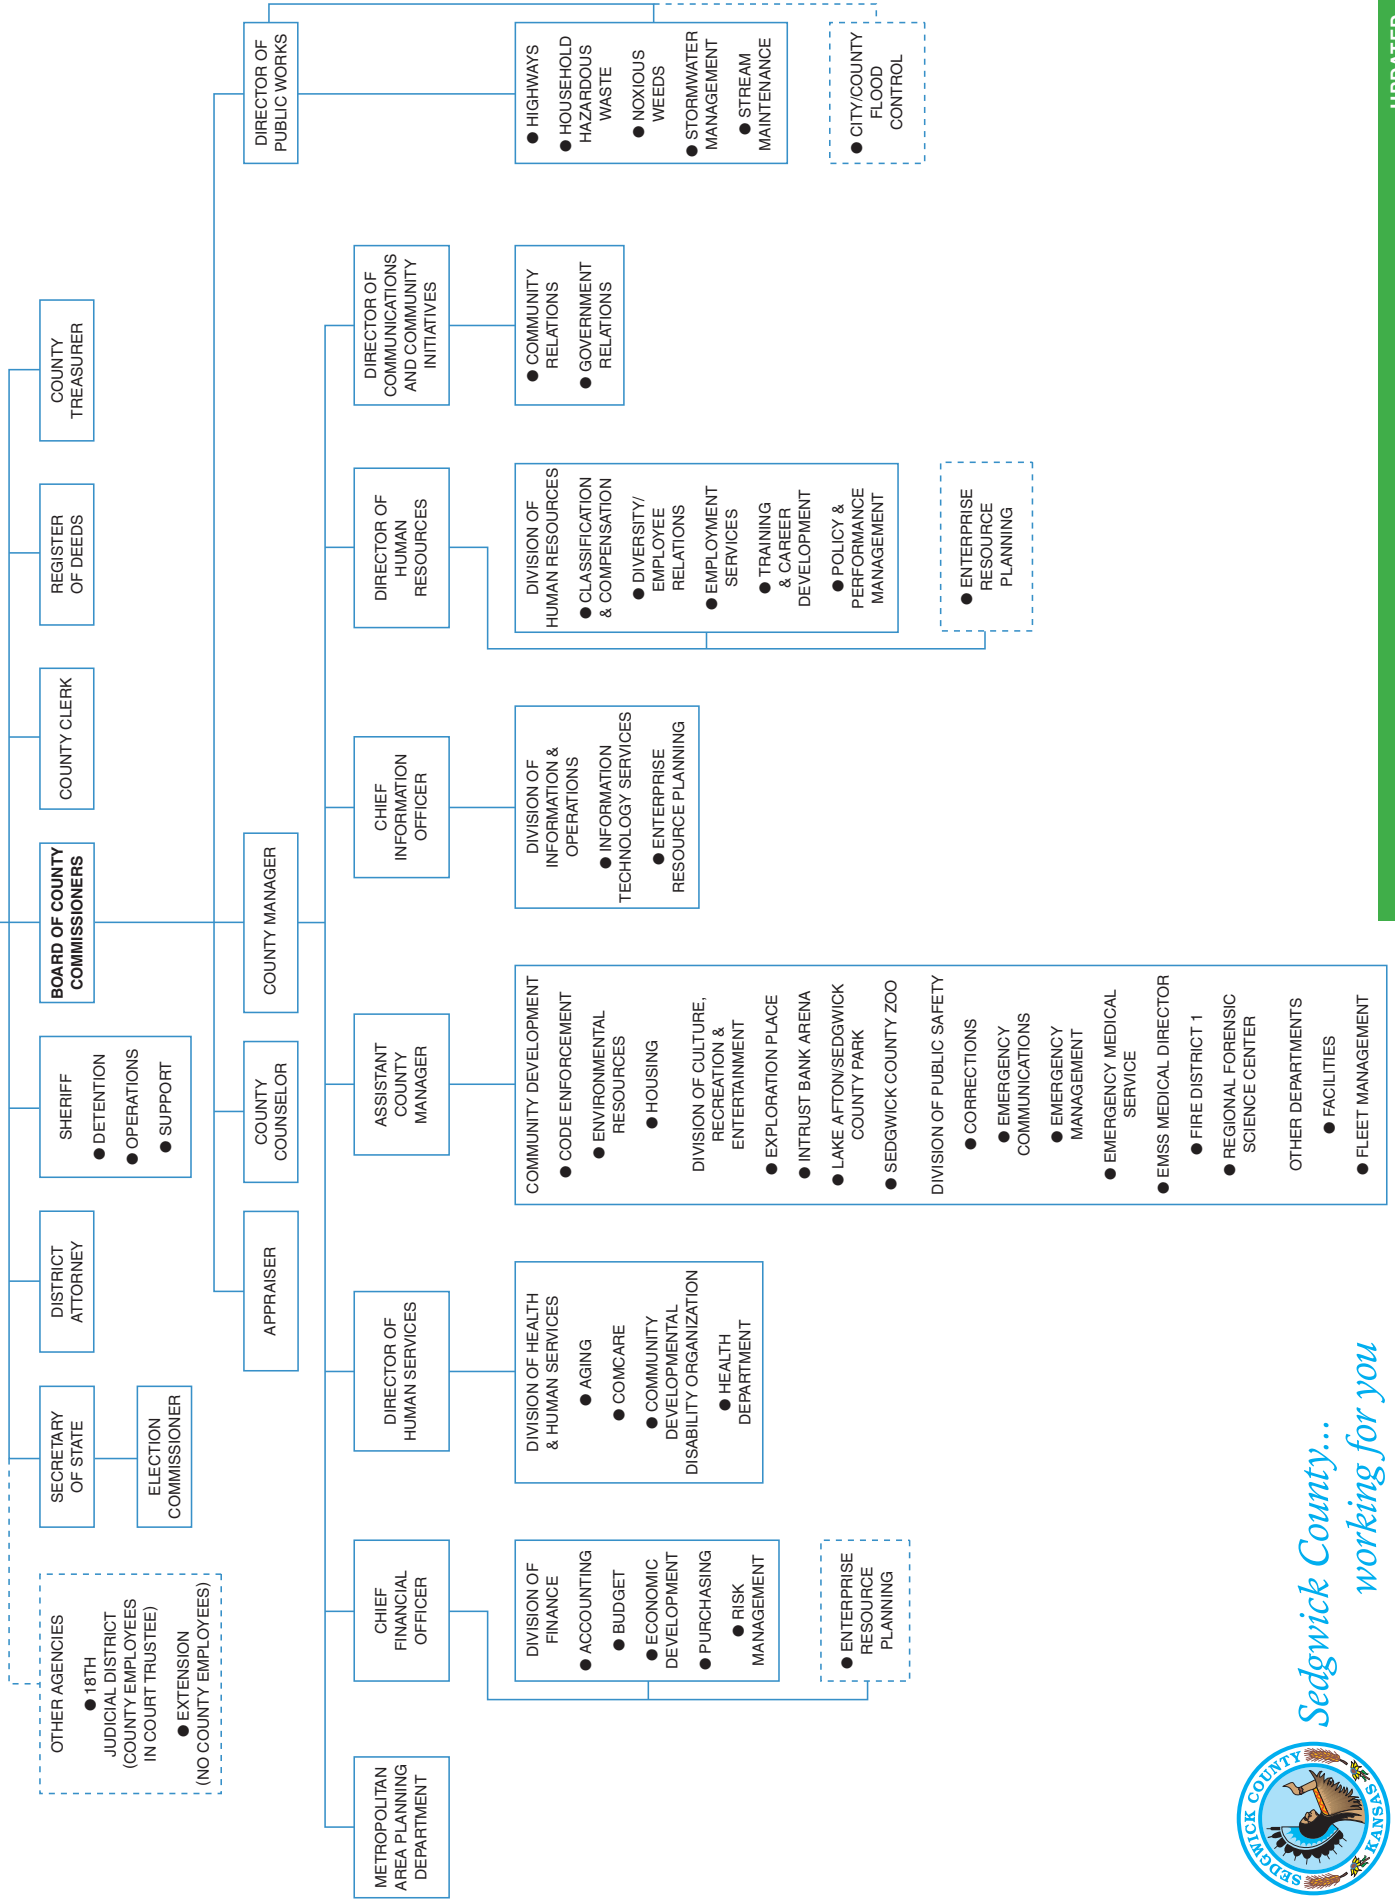 OTHER AGENCIES
● 18TH
JUDICIAL DISTRICT
(COUNTY EMPLOYEES
IN COURT TRUSTEE)
● EXTENSION
(NO COUNTY EMPLOYEES)
SECRETARY
OF STATE
ELECTION
COMMISSIONER
DISTRICT
ATTORNEY
SHERIFF
● DETENTION
● OPERATIONS
● SUPPORT
BOARD OF COUNTY
COMMISSIONERS
COUNTY CLERK
REGISTER
OF DEEDS
COUNTY
TREASURER
APPRAISER
COUNTY
COUNSELOR
COUNTY MANAGER
DIRECTOR OF
PUBLIC WORKS
METROPOLITAN
AREA PLANNING
DEPARTMENT
CHIEF
FINANCIAL
OFFICER
DIRECTOR OF
HUMAN SERVICES
ASSISTANT
COUNTY
MANAGER
CHIEF
INFORMATION
OFFICER
DIRECTOR OF
HUMAN
RESOURCES
DIRECTOR OF
COMMUNICATIONS
AND COMMUNITY
INITIATIVES
DIVISION OF
FINANCE
● ACCOUNTING
● BUDGET
● ECONOMIC
DEVELOPMENT
● PURCHASING
● RISK
MANAGEMENT
● ENTERPRISE
RESOURCE
PLANNING
DIVISION OF HEALTH
& HUMAN SERVICES
● AGING
● COMCARE
● COMMUNITY
DEVELOPMENTAL
DISABILITY ORGANIZATION
● HEALTH
DEPARTMENT
COMMUNITY DEVELOPMENT
● CODE ENFORCEMENT
● ENVIRONMENTAL
RESOURCES
● HOUSING
DIVISION OF CULTURE,
RECREATION &
ENTERTAINMENT
● EXPLORATION PLACE
● INTRUST BANK ARENA
● LAKE AFTON/SEDGWICK
COUNTY PARK
● SEDGWICK COUNTY ZOO
DIVISION OF PUBLIC SAFETY
● CORRECTIONS
● EMERGENCY
COMMUNICATIONS
● EMERGENCY
MANAGEMENT
● EMERGENCY MEDICAL
SERVICE
● EMSS MEDICAL DIRECTOR
● FIRE DISTRICT 1
● REGIONAL FORENSIC
SCIENCE CENTER
OTHER DEPARTMENTS
● FACILITIES
● FLEET MANAGEMENT
DIVISION OF
INFORMATION &
OPERATIONS
● INFORMATION
TECHNOLOGY SERVICES
● ENTERPRISE
RESOURCE PLANNING
DIVISION OF
HUMAN RESOURCES
● CLASSIFICATION
& COMPENSATION
● DIVERSITY/
EMPLOYEE
RELATIONS
● EMPLOYMENT
SERVICES
● TRAINING
& CAREER
DEVELOPMENT
● POLICY &
PERFORMANCE
MANAGEMENT
● ENTERPRISE
RESOURCE
PLANNING
● COMMUNITY
RELATIONS
● GOVERNMENT
RELATIONS
● HIGHWAYS
● HOUSEHOLD
HAZARDOUS
WASTE
● NOXIOUS
WEEDS
● STORMWATER
MANAGEMENT
● STREAM
MAINTENANCE
● CITY/COUNTY
FLOOD
CONTROL
SEDGWICK COUNTY
KANSAS
Sedgwick County...
working for you